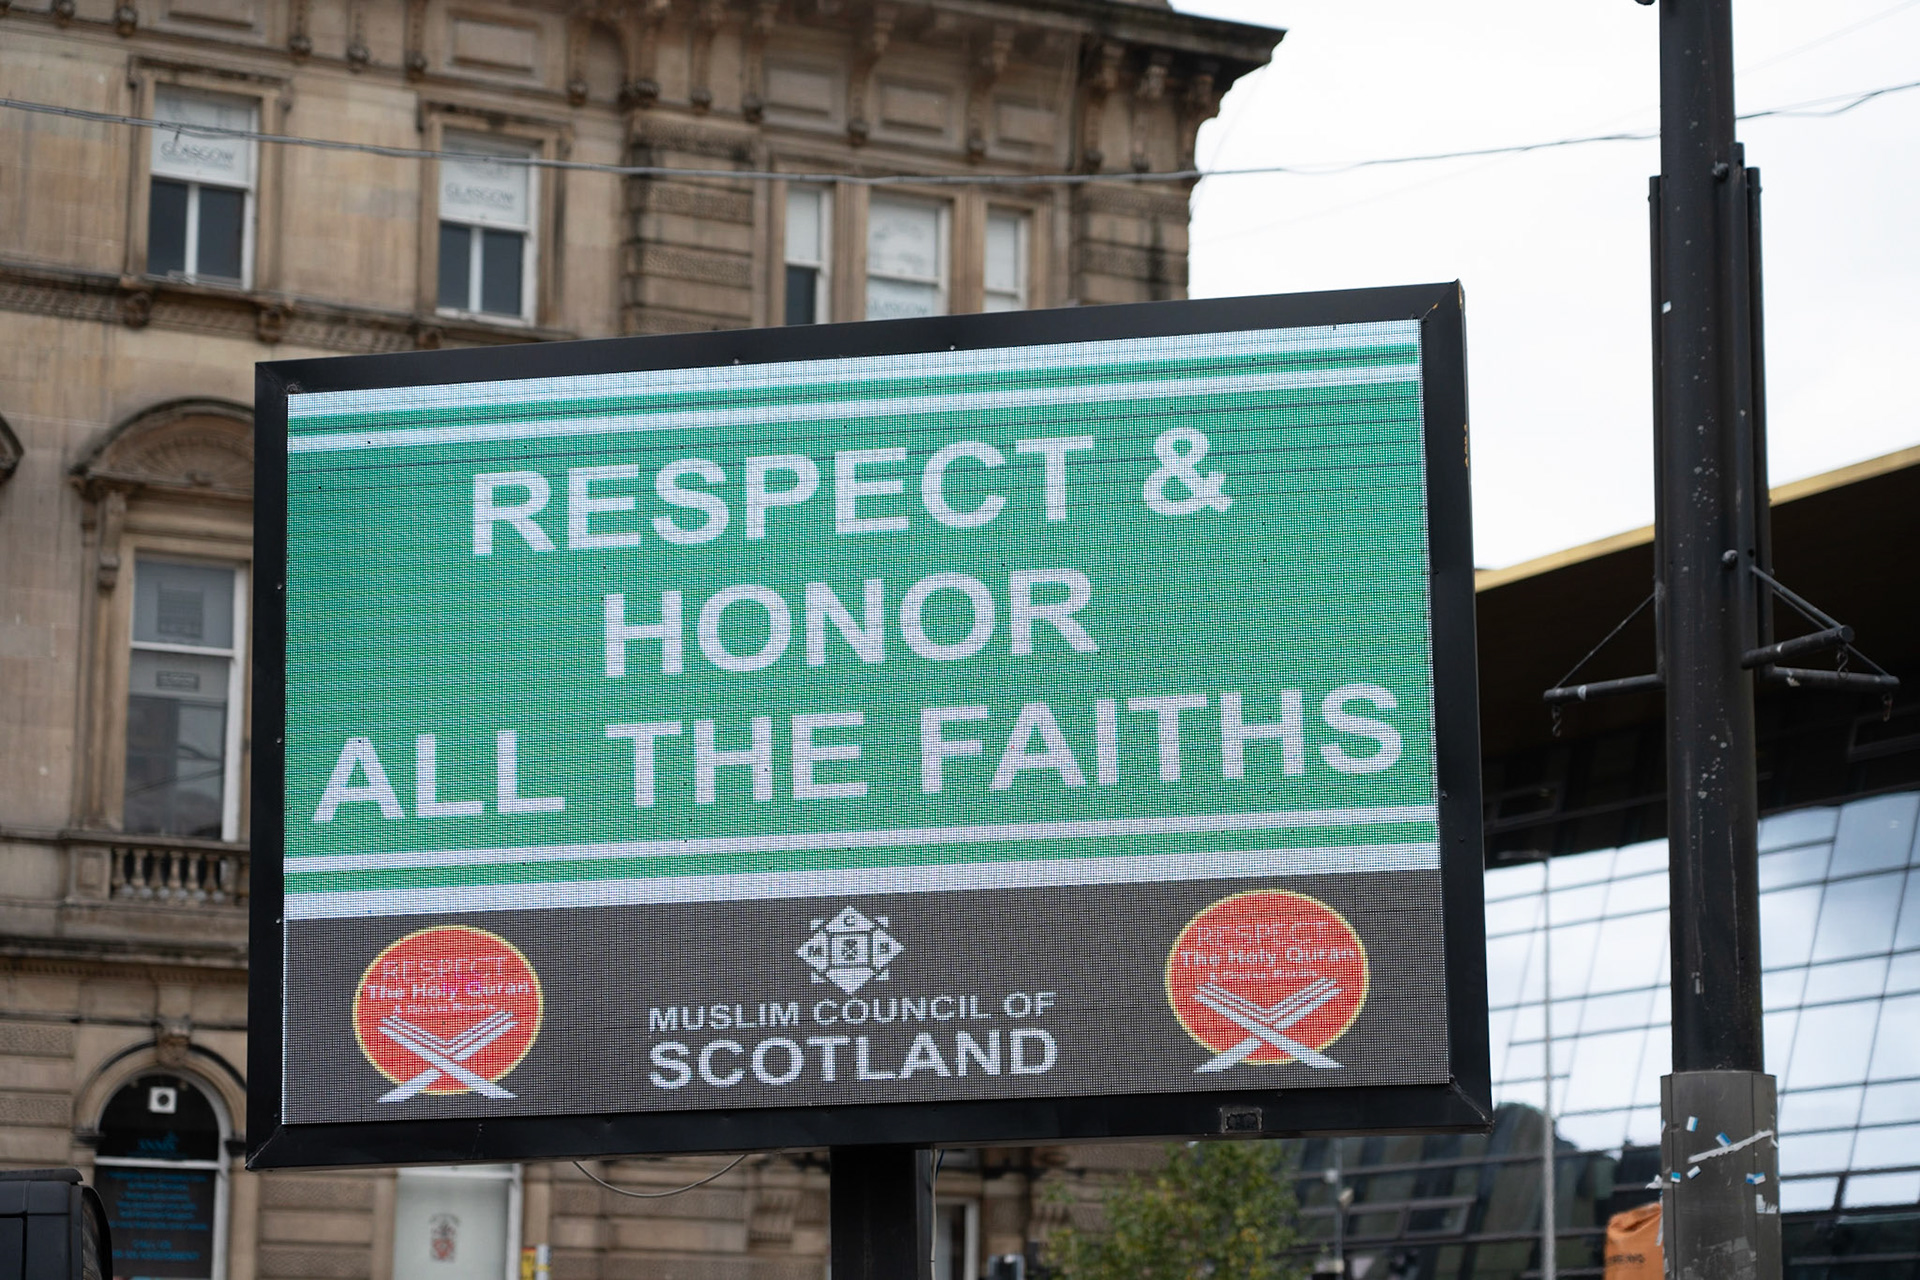 GLASGOW
GLASGOW
GLASGOW
RESPECT &
HONOR
ALL THE FAITHS
RESPECT
The Holy Quran
MUSLIM COUNCIL OF
SCOTLAND
RESPECT
The Holy Quran